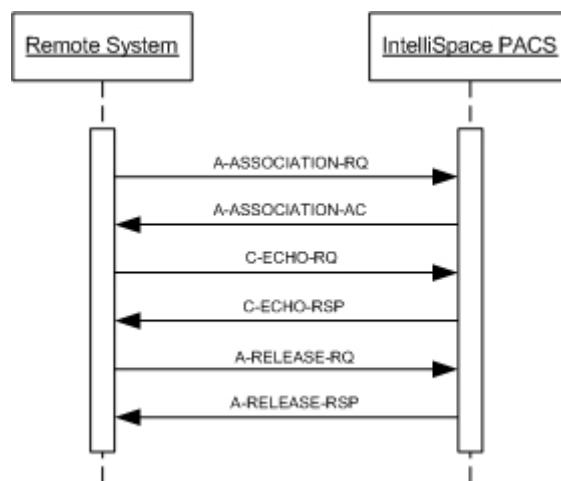 Remote System
IntelliSpace PACS
A-ASSOCIATION-RQ
A-ASSOCIATION-AC
C-ECHO-RQ
C-ECHO-RSP
A-RELEASE-RQ
A-RELEASE-RSP